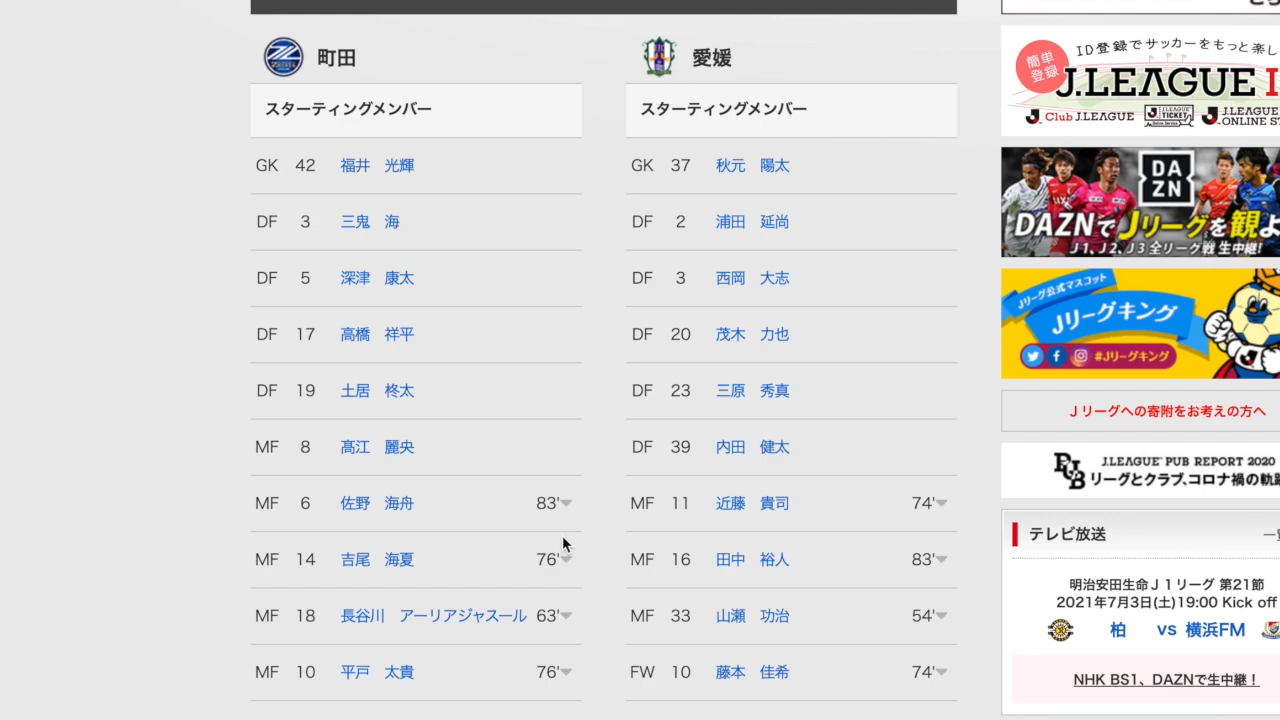 町田
スターティングメンバー
GK 42 福井 光輝
DF 3 三鬼 海
DF 5 深津 康太
DF 17 高橋 祥平
DF 19 土居 柊太
MF 8 髙江 麗央
MF 6 佐野 海舟 83'
MF 14 吉尾 海夏 76'
MF 18 長谷川 アーリアジャスール 63'
MF 10 平戸 太貴 76'
愛媛
スターティングメンバー
GK 37 秋元 陽太
DF 2 浦田 延尚
DF 3 西岡 大志
DF 20 茂木 力也
DF 23 三原 秀真
DF 39 内田 健太
MF 11 近藤 貴司 74'
MF 16 田中 裕人 83'
MF 33 山瀬 功治 54'
FW 10 藤本 佳希 74'
簡単
登録
ID登録でサッカーをもっと楽し
J.LEAGUE I
Club J.LEAGUE
J.LEAGUE
TICKET
J.LEAGUE
ONLINE ST
DA
ZN
DAZNでJリーグを観よ
J1、J2、J3 全リーグ戦 生中継!
Jリーグ公式マスコット
Jリーグキング
#Jリーグキング
Jリーグへの寄附をお考えの方へ
PUB
J.LEAGUE PUB REPORT 2020
リーグとクラブ、コロナ禍の軌跡
テレビ放送
一覧
明治安田生命J1リーグ 第21節
2021年7月3日(土)19:00 Kick off
柏 vs 横浜FM
NHK BS1、DAZNで生中継!